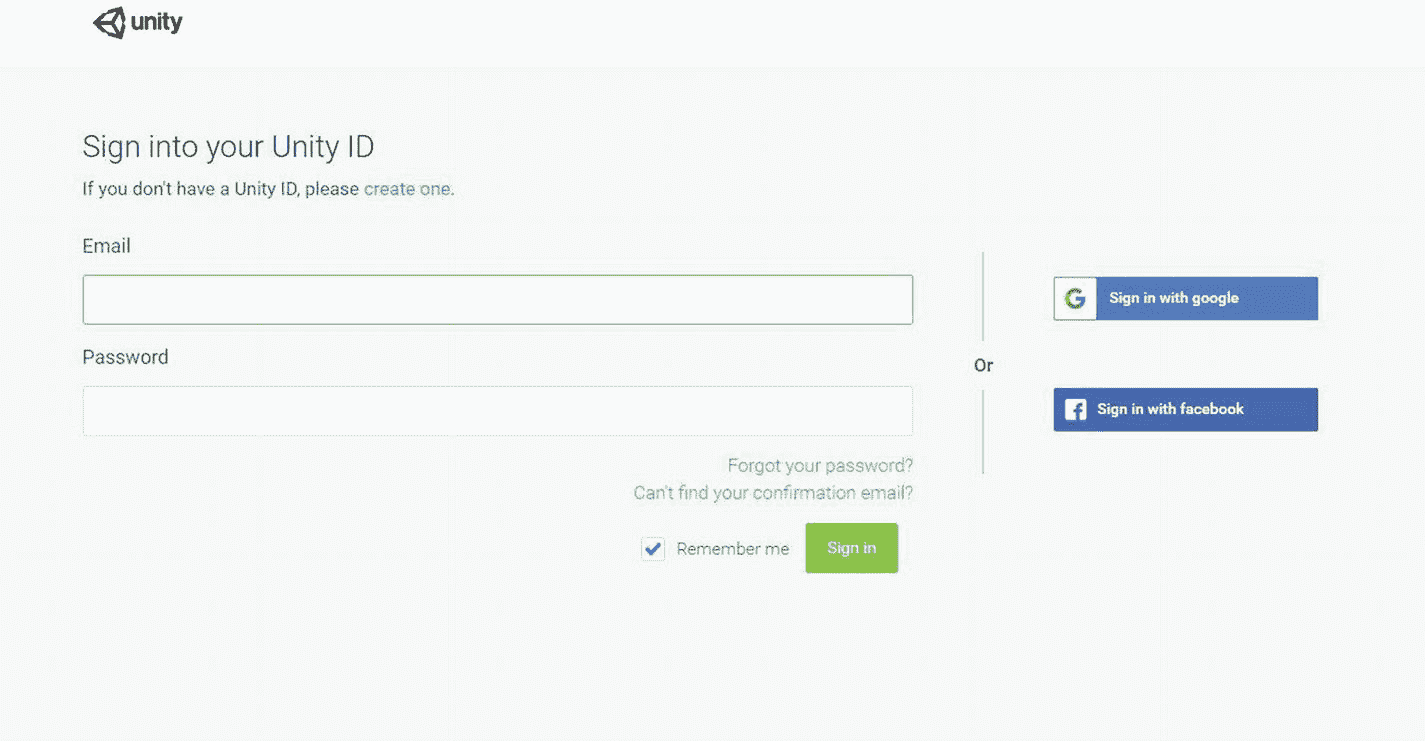 unity
Sign into your Unity ID
If you don't have a Unity ID, please create one.
Email
Password
Forgot your password?
Can't find your confirmation email?
Remember me
Sign in
Or
Sign in with google
Sign in with facebook